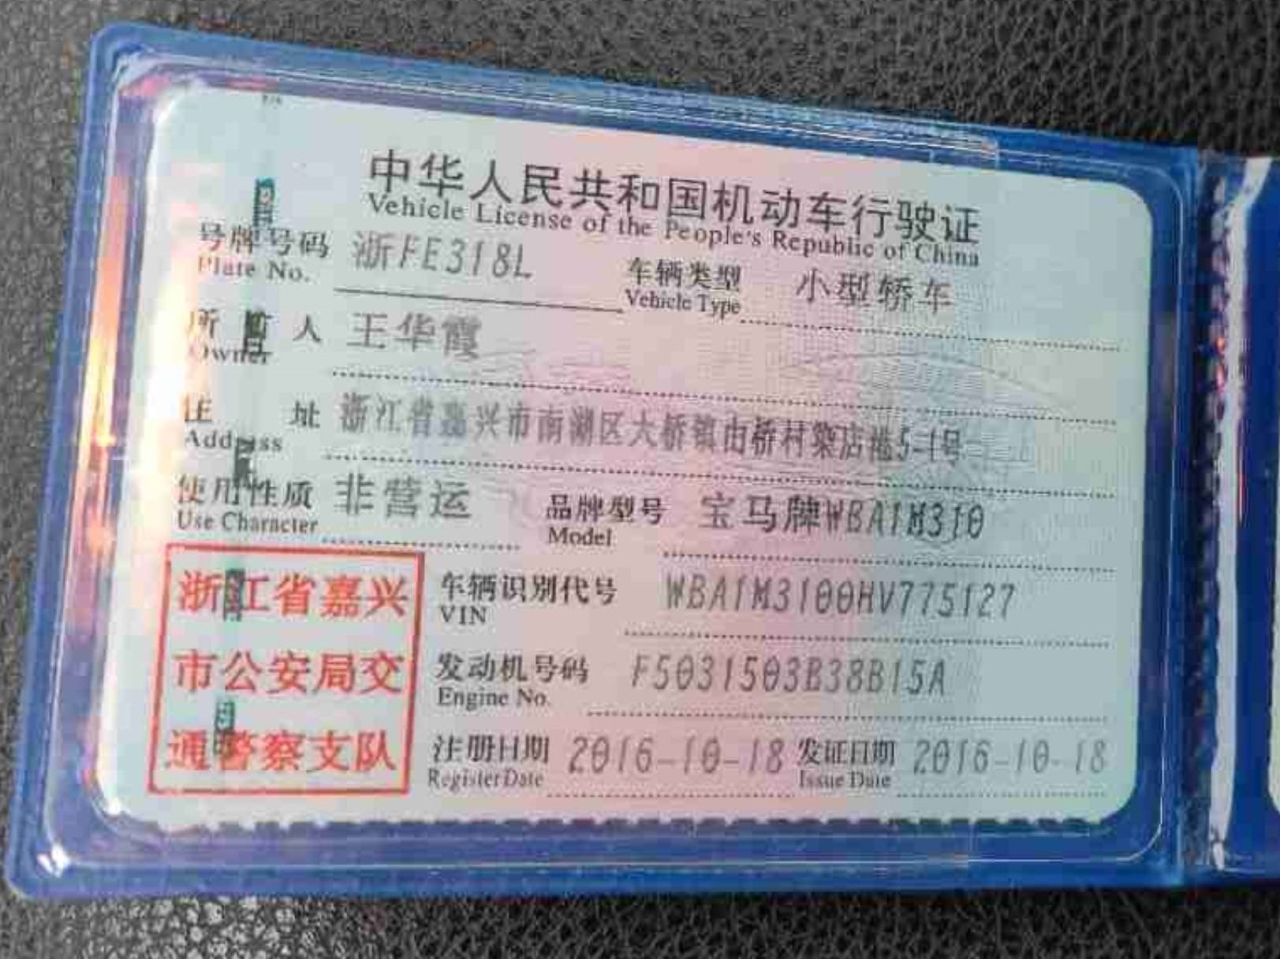 中华人民共和国机动车行驶证
Vehicle License of the People's Republic of China
号牌号码 浙FE318L 车辆类型 小型轿车
Plate No. Vehicle Type
所有人 王华霞
Owner
住址 浙江省嘉兴市南湖区大桥镇由桥村染店港5-1号
Address
使用性质 非营运 品牌型号 宝马牌WBA1M310
Use Character Model
浙江省嘉兴
市公安局交
通警察支队
车辆识别代号 WBA1M3100HV775127
VIN
发动机号码 F5031503B38B15A
Engine No.
注册日期 2016-10-18 发证日期 2016-10-18
Register Date Issue Date